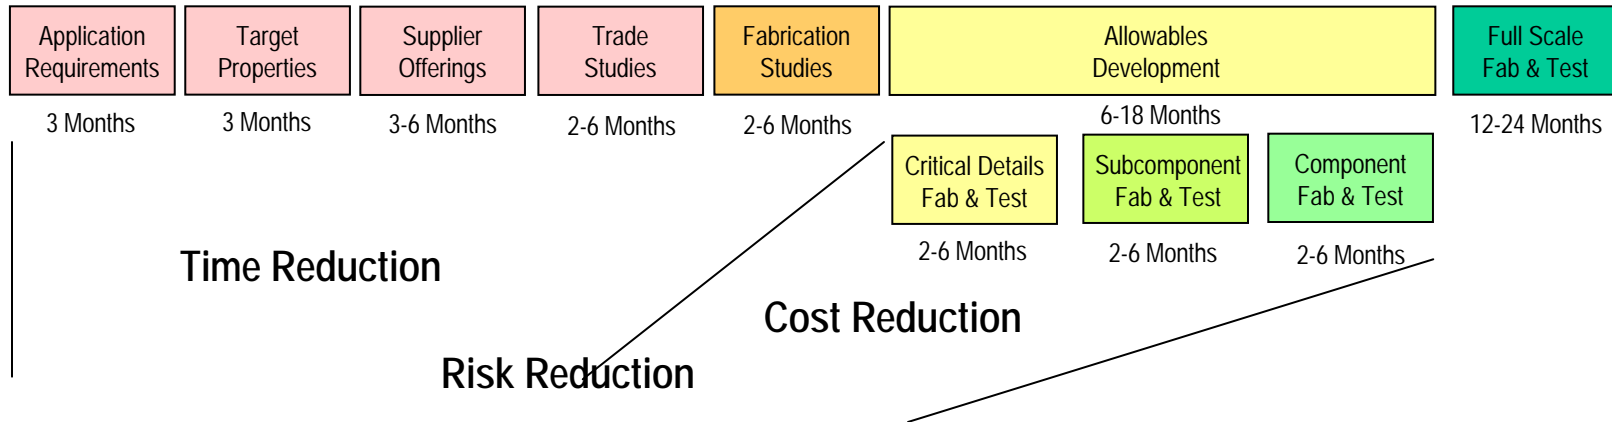 Application
Requirements
Target
Properties
Supplier
Offerings
Trade
Studies
Fabrication
Studies
Allowables
Development
Full Scale
Fab & Test
3 Months
3 Months
3-6 Months
2-6 Months
2-6 Months
6-18 Months
12-24 Months
Critical Details
Fab & Test
Subcomponent
Fab & Test
Component
Fab & Test
2-6 Months
2-6 Months
2-6 Months
Time Reduction
Cost Reduction
Risk Reduction